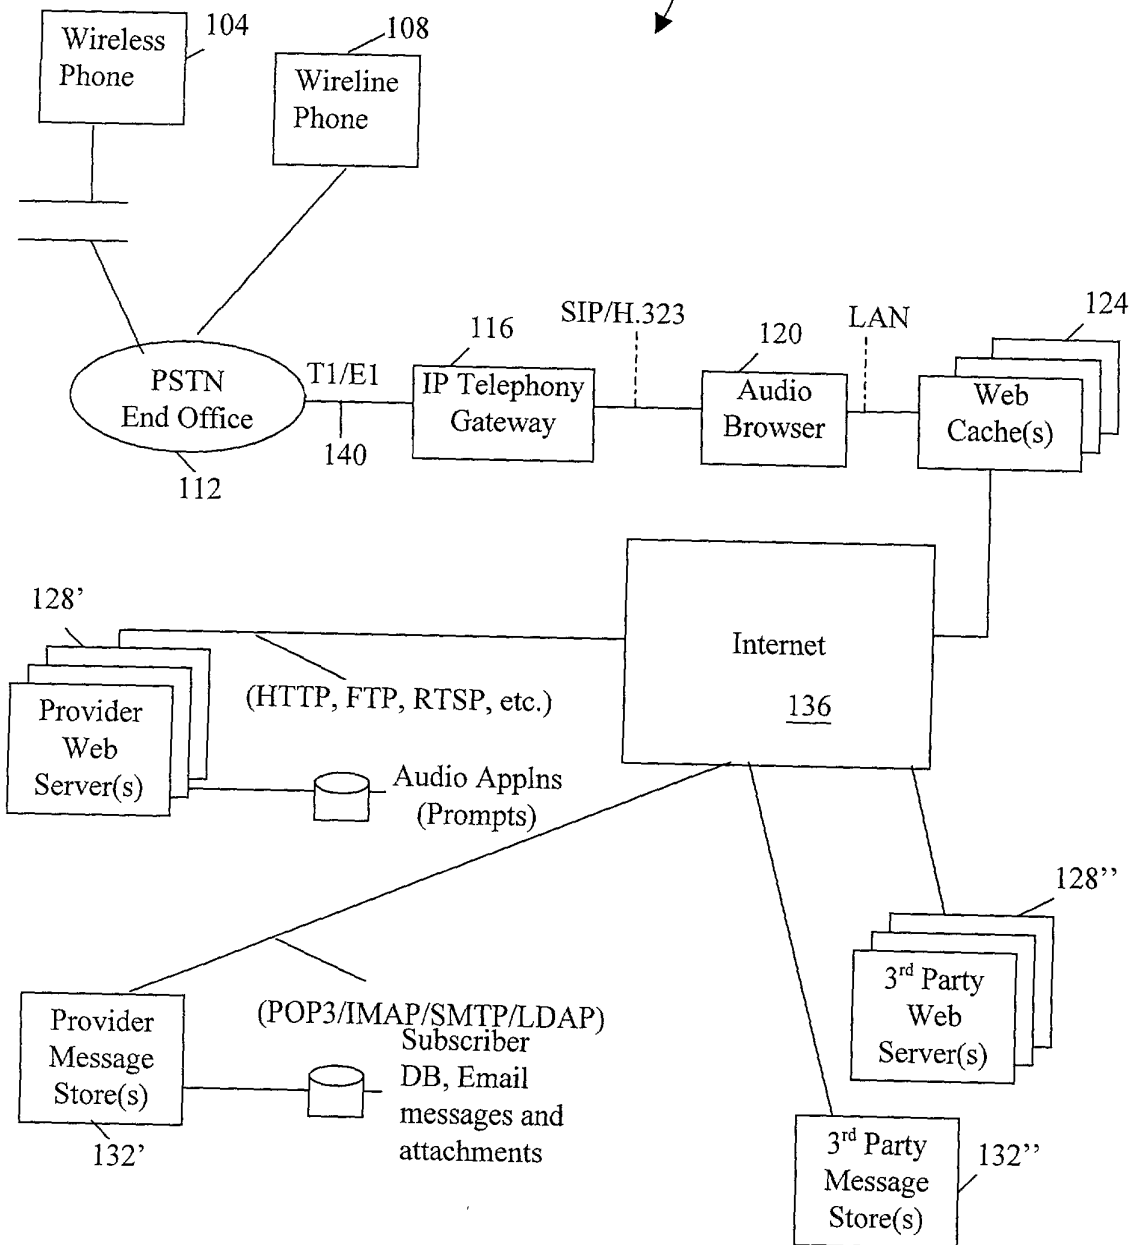 Wireless
Phone
104
108
Wireline
Phone
SIP/H.323
LAN
124
116
120
PSTN
End Office
T1/E1
IP Telephony
Gateway
Audio
Browser
Web
Cache(s)
140
112
128’
Internet
136
(HTTP, FTP, RTSP, etc.)
Provider
Web
Server(s)
Audio Applns
(Prompts)
128’’
3rd Party
Web
Server(s)
(POP3/IMAP/SMTP/LDAP)
Provider
Message
Store(s)
Subscriber
DB, Email
messages and
attachments
132’
3rd Party
Message
Store(s)
132’’